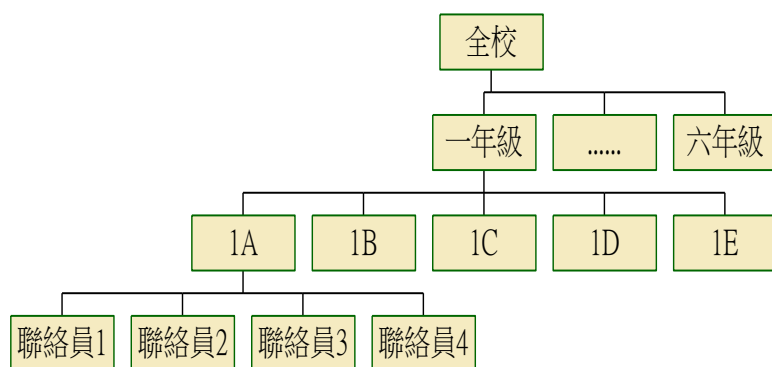 全校
一年級
......
六年級
1A
1B
1C
1D
1E
聯絡員1
聯絡員2
聯絡員3
聯絡員4